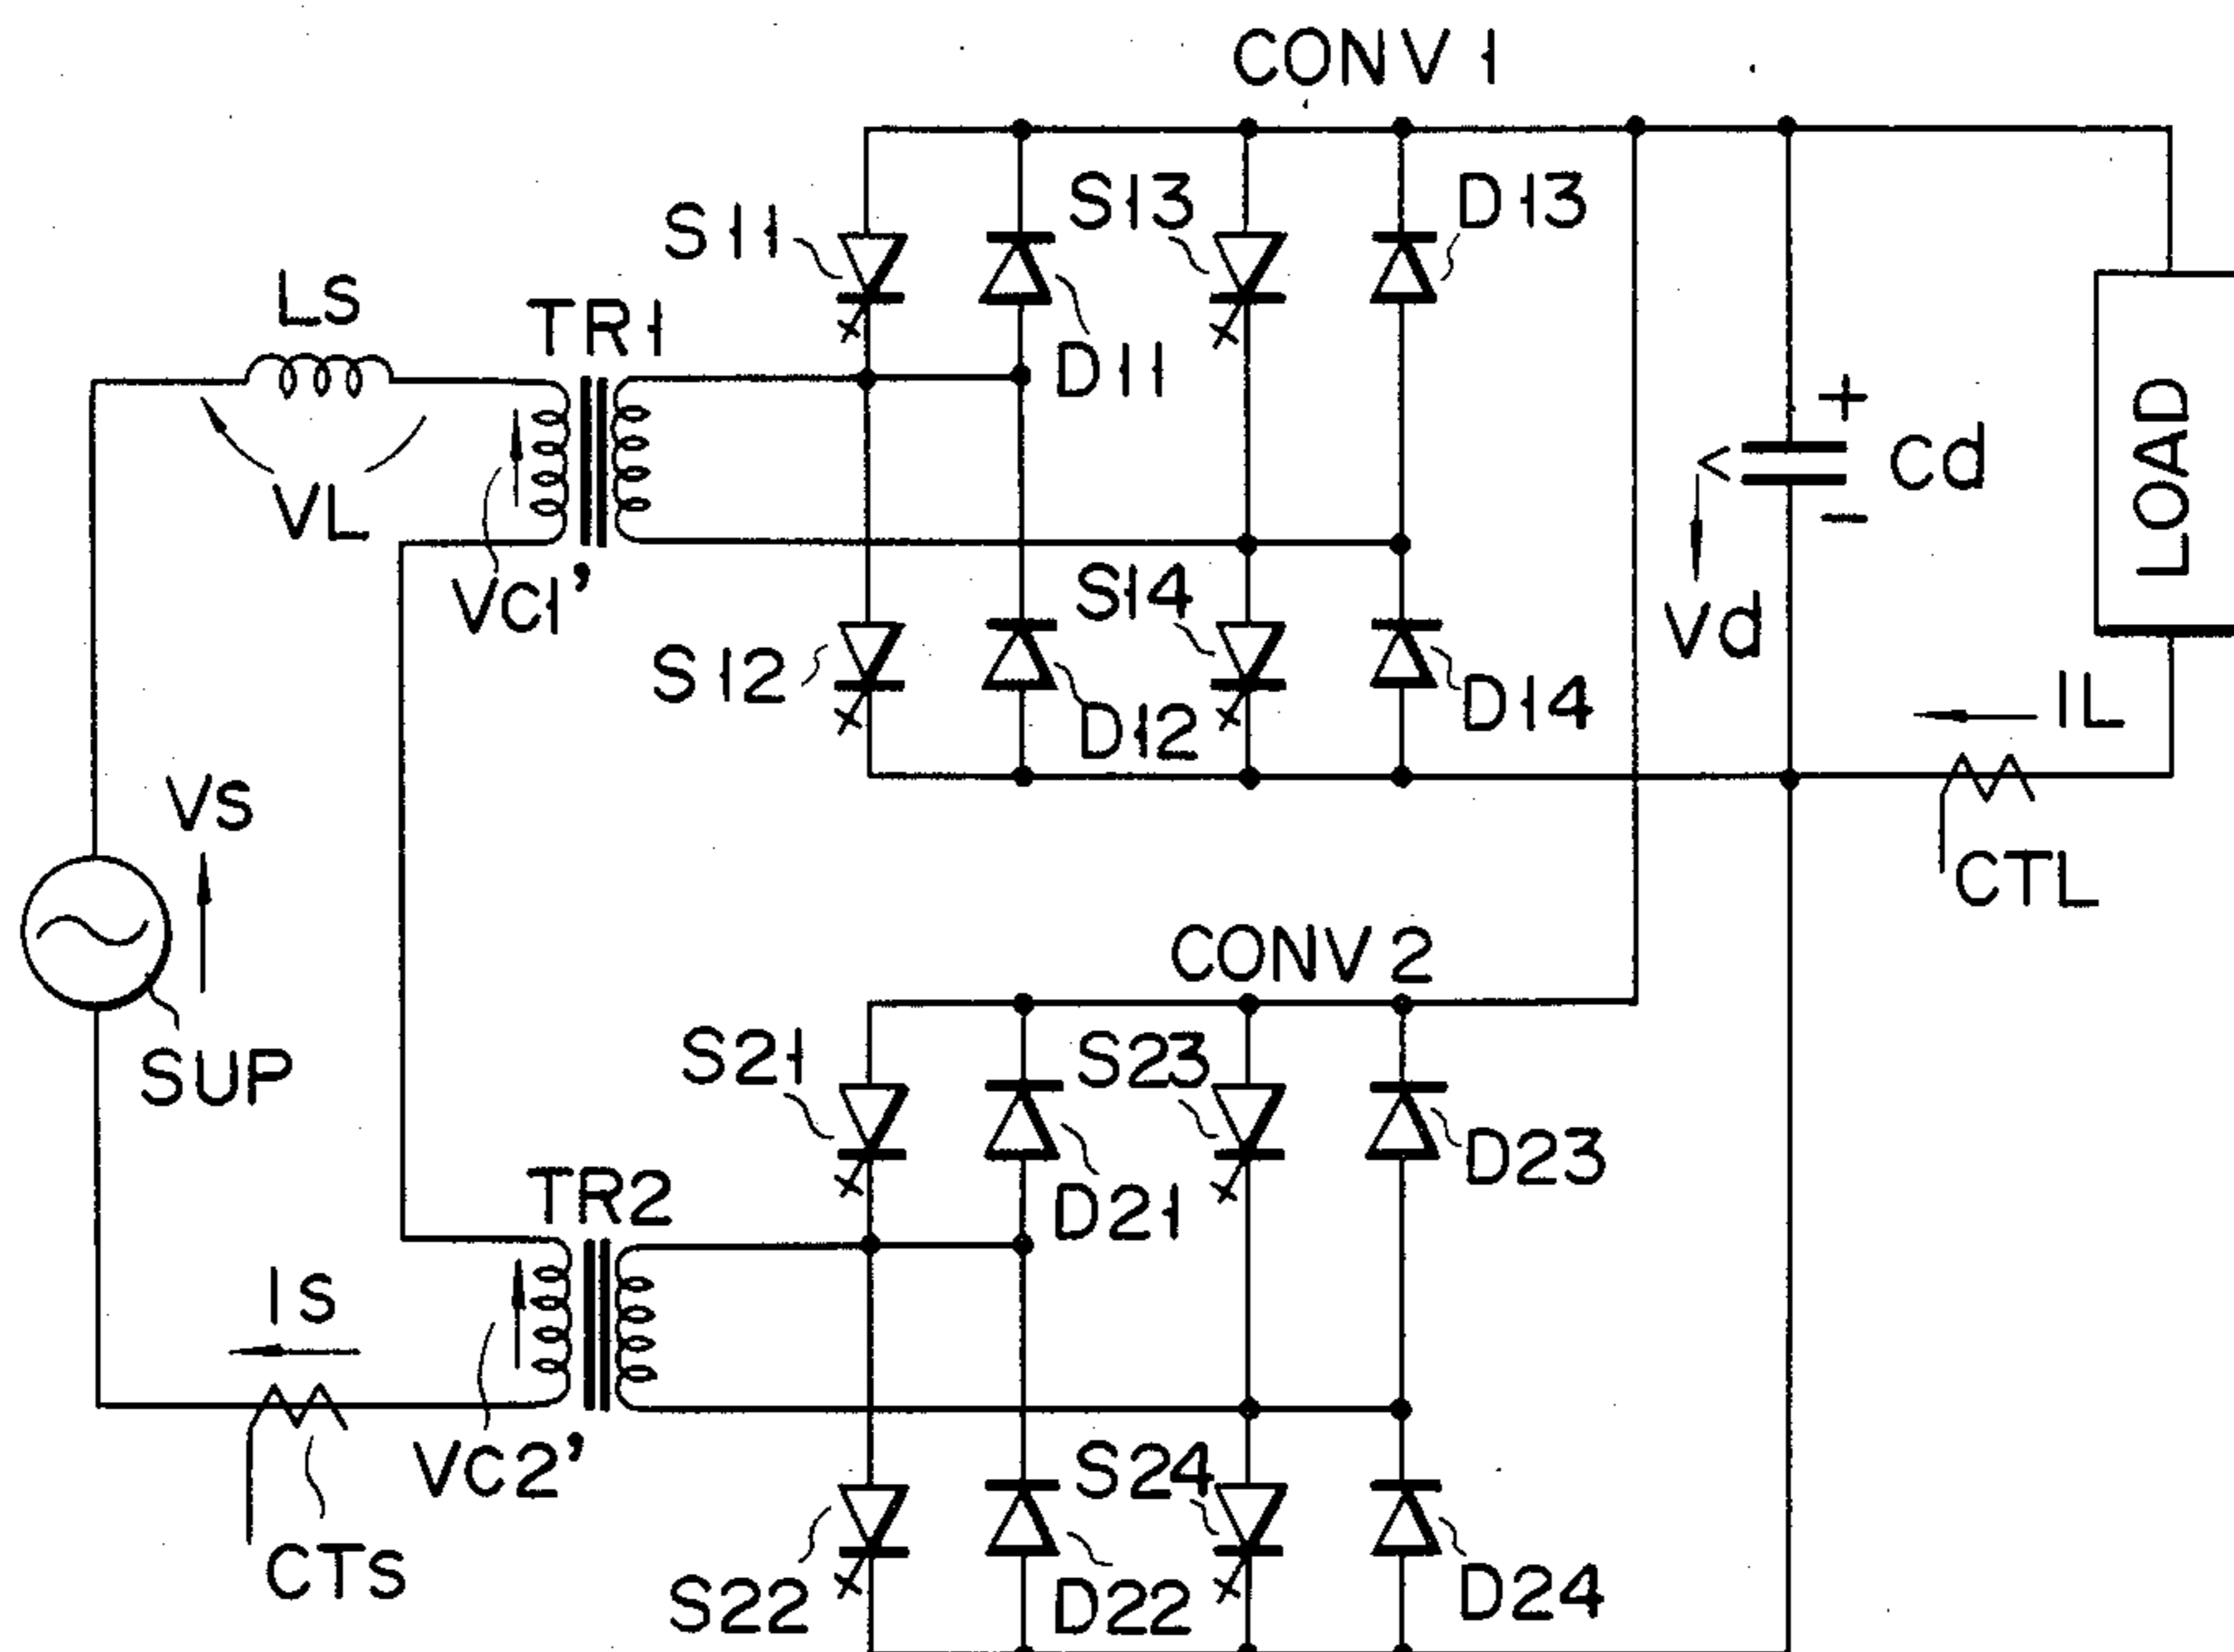 CONV 1
S11
S13
D13
LS
TR1
D11
+
Cd
-
LOAD
VL
VC1'
S14
Vd
S12
D12
D14
IL
VS
CTL
CONV 2
S21
S23
SUP
D23
TR2
D21
IS
VC2'
S24
CTS
S22
D22
D24